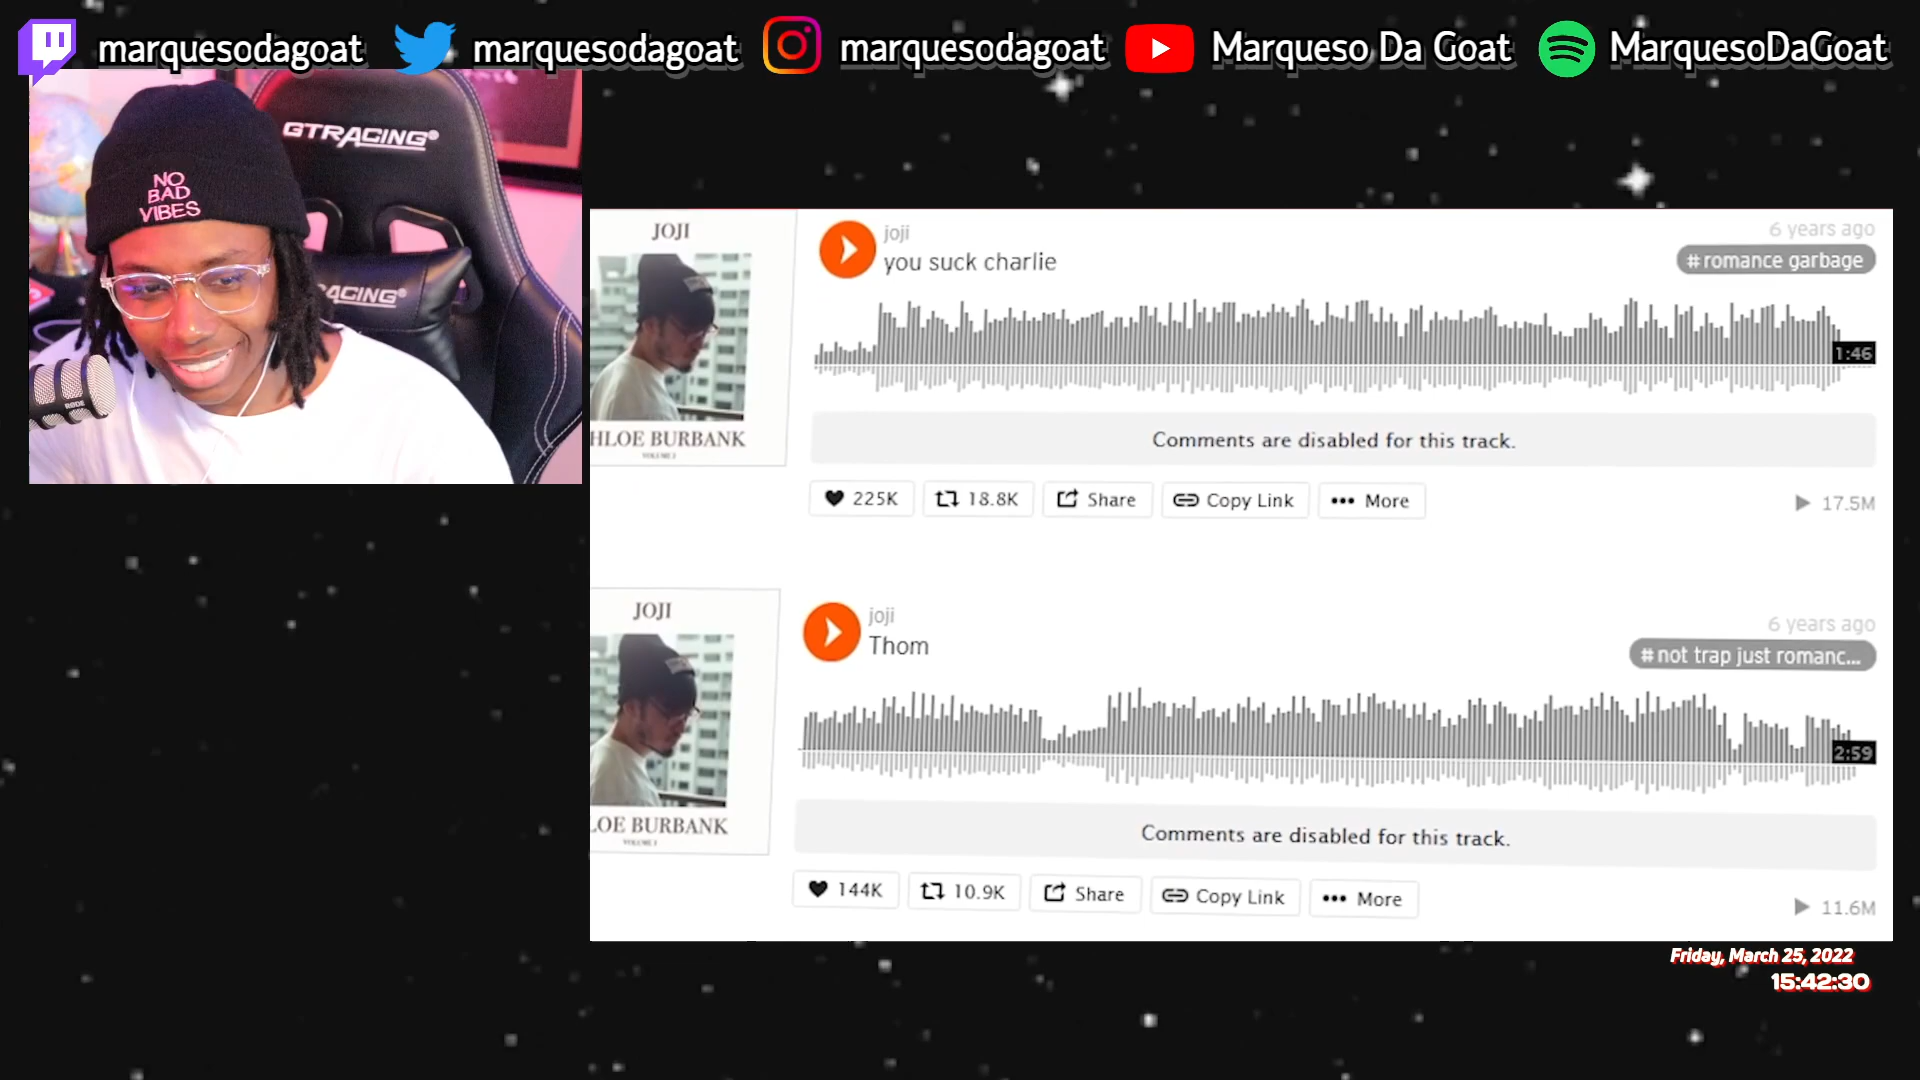 marquesodagoat
marquesodagoat
marquesodagoat
Marqueso Da Goat
MarquesoDaGoat
GTRACING®
ACING®
NO
BAD
VIBES
RØDE
JOJI
HLOE BURBANK
joji
you suck charlie
6 years ago
# romance garbage
1:46
Comments are disabled for this track.
225K
18.8K
Share
Copy Link
More
17.5M
JOJI
LOE BURBANK
joji
Thom
6 years ago
# not trap just romanc...
2:59
Comments are disabled for this track.
144K
10.9K
Share
Copy Link
More
11.6M
Friday, March 25, 2022
15:42:30